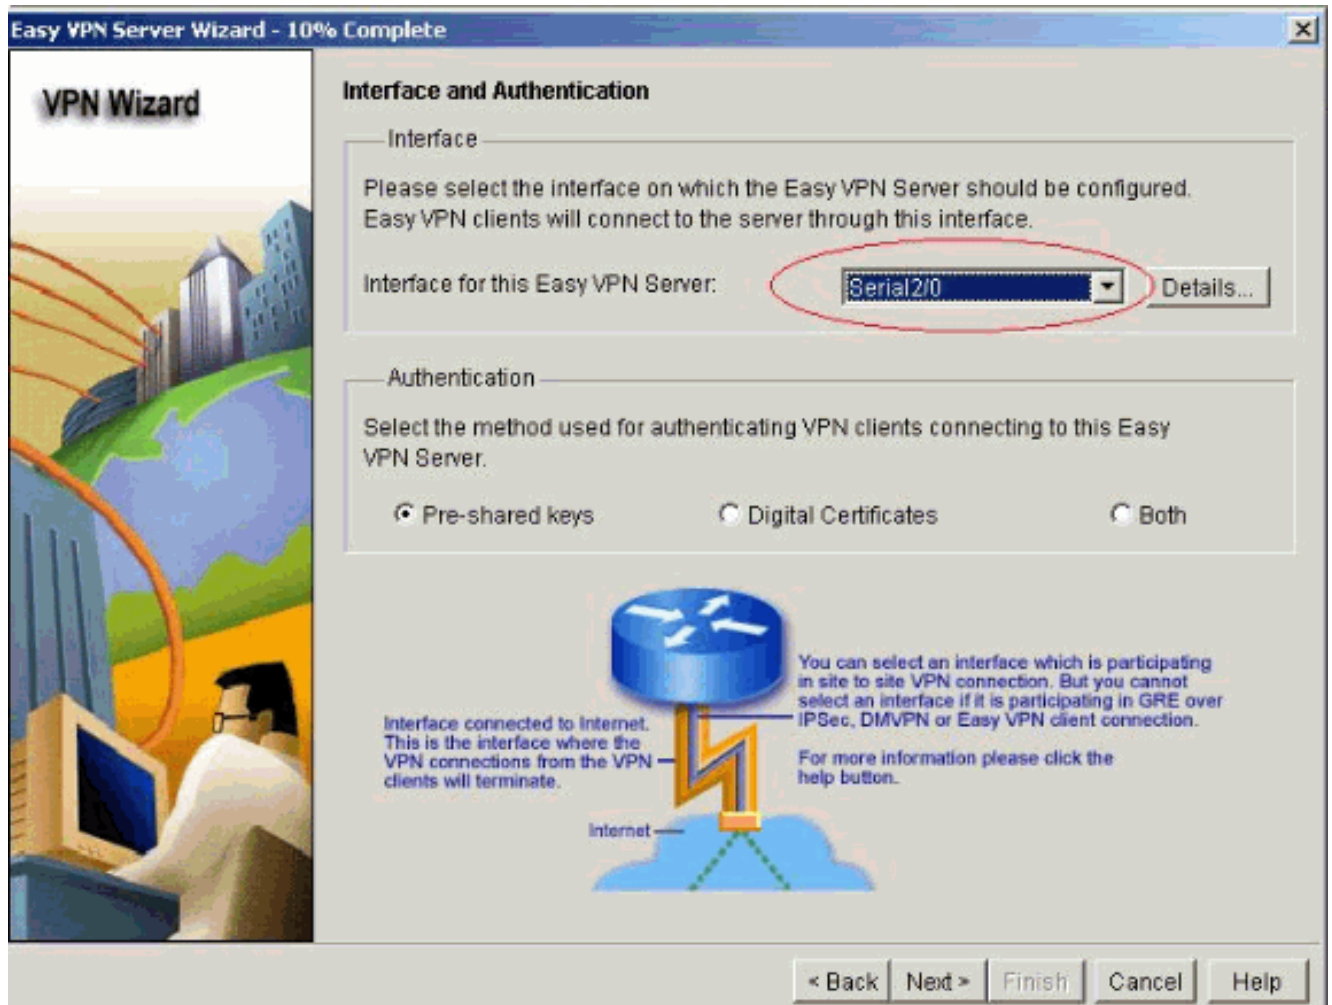 Easy VPN Server Wizard - 10% Complete
VPN Wizard
Interface and Authentication
Interface
Please select the interface on which the Easy VPN Server should be configured.
Easy VPN clients will connect to the server through this interface.
Interface for this Easy VPN Server:
Serial2/0
Details...
Authentication
Select the method used for authenticating VPN clients connecting to this Easy
VPN Server.
Pre-shared keys
Digital Certificates
Both
Interface connected to Internet.
This is the interface where the
VPN connections from the VPN
clients will terminate.
You can select an interface which is participating
in site to site VPN connection. But you cannot
select an interface if it is participating in GRE over
IPSec, DMVPN or Easy VPN client connection.
For more information please click the
help button.
Internet
< Back
Next >
Finish
Cancel
Help